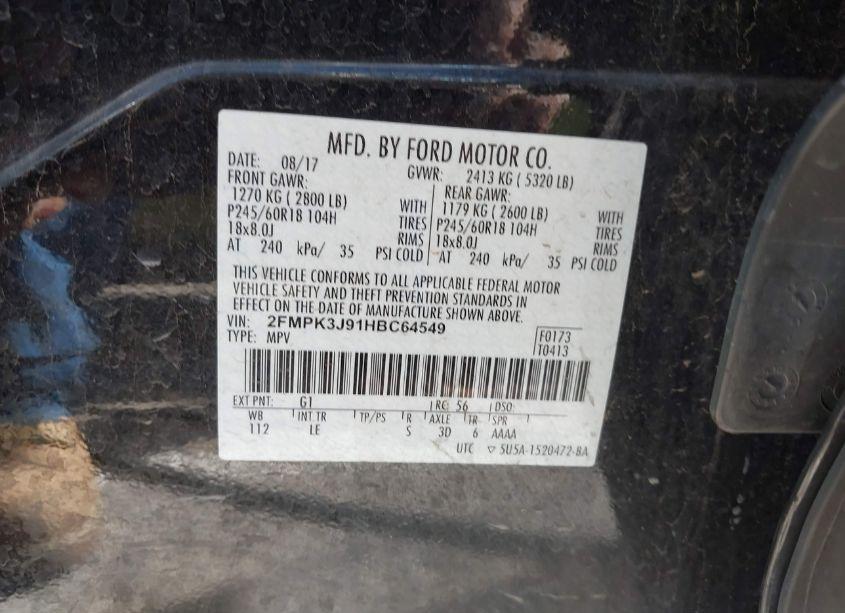 MFD. BY FORD MOTOR CO.
DATE: 08/17 GVWR: 2413 KG ( 5320 LB)
FRONT GAWR: REAR GAWR:
1270 KG ( 2800 LB) WITH 1179 KG ( 2600 LB) WITH
P245/60R18 104H TIRES P245/60R18 104H TIRES
18x8.0J RIMS 18x8.0J RIMS
AT 240 kPa/ 35 PSI COLD AT 240 kPa/ 35 PSI COLD
THIS VEHICLE CONFORMS TO ALL APPLICABLE FEDERAL MOTOR
VEHICLE SAFETY AND THEFT PREVENTION STANDARDS IN
EFFECT ON THE DATE OF MANUFACTURE SHOWN ABOVE.
VIN: 2FMPK3J91HBC64549
TYPE: MPV
F0173
T0413
EXT PNT: G1 RC: 56 DSO:
WB INT TR TP/PS R AXLE TR SPR
112 LE S 3D 6 AAAA
UTC 5U5A-1520472-BA